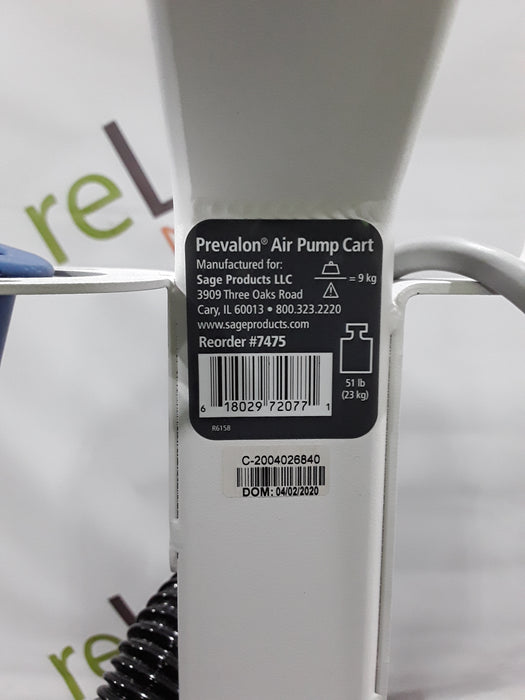 reL
Prevalon® Air Pump Cart
Manufactured for:
Sage Products LLC
3909 Three Oaks Road
Cary, IL 60013 • 800.323.2220
www.sageproducts.com
Reorder #7475
= 9 kg
51 lb
(23 kg)
6 18029 72077 1
R6158
C-2004026840
DOM: 04/02/2020
reL